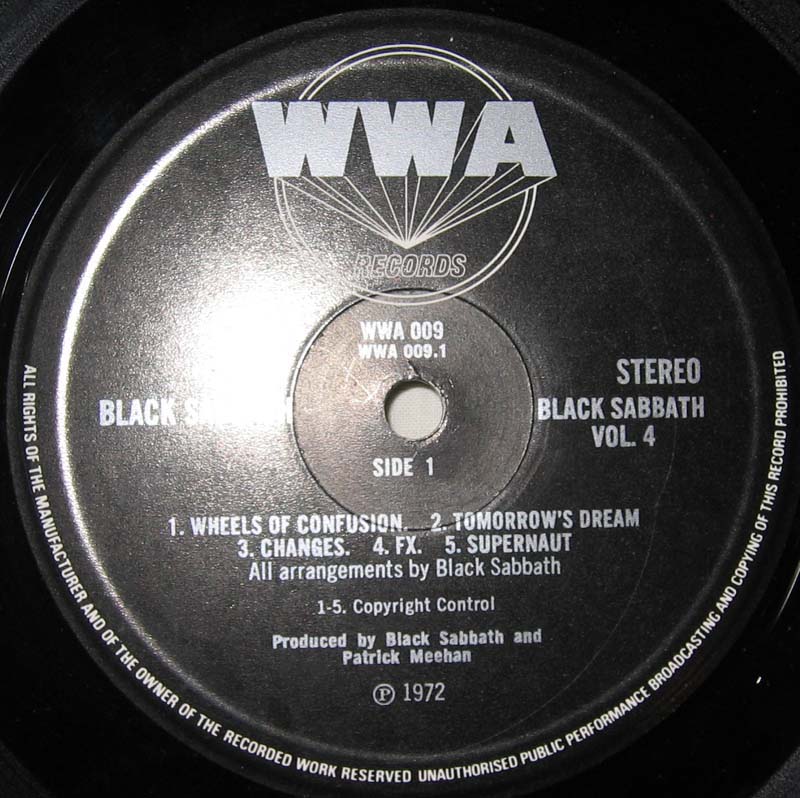 WWA
RECORDS
WWA 009
WWA 009.1
STEREO
BLACK SABBATH
BLACK SABBATH
VOL. 4
SIDE 1
1. WHEELS OF CONFUSION. 2. TOMORROW'S DREAM
3. CHANGES. 4. FX. 5. SUPERNAUT
All arrangements by Black Sabbath
1-5. Copyright Control
Produced by Black Sabbath and
Patrick Meehan
Ⓟ 1972
ALL RIGHTS OF THE MANUFACTURER AND OF THE OWNER OF THE RECORDED WORK RESERVED UNAUTHORISED PUBLIC PERFORMANCE BROADCASTING AND COPYING OF THIS RECORD PROHIBITED